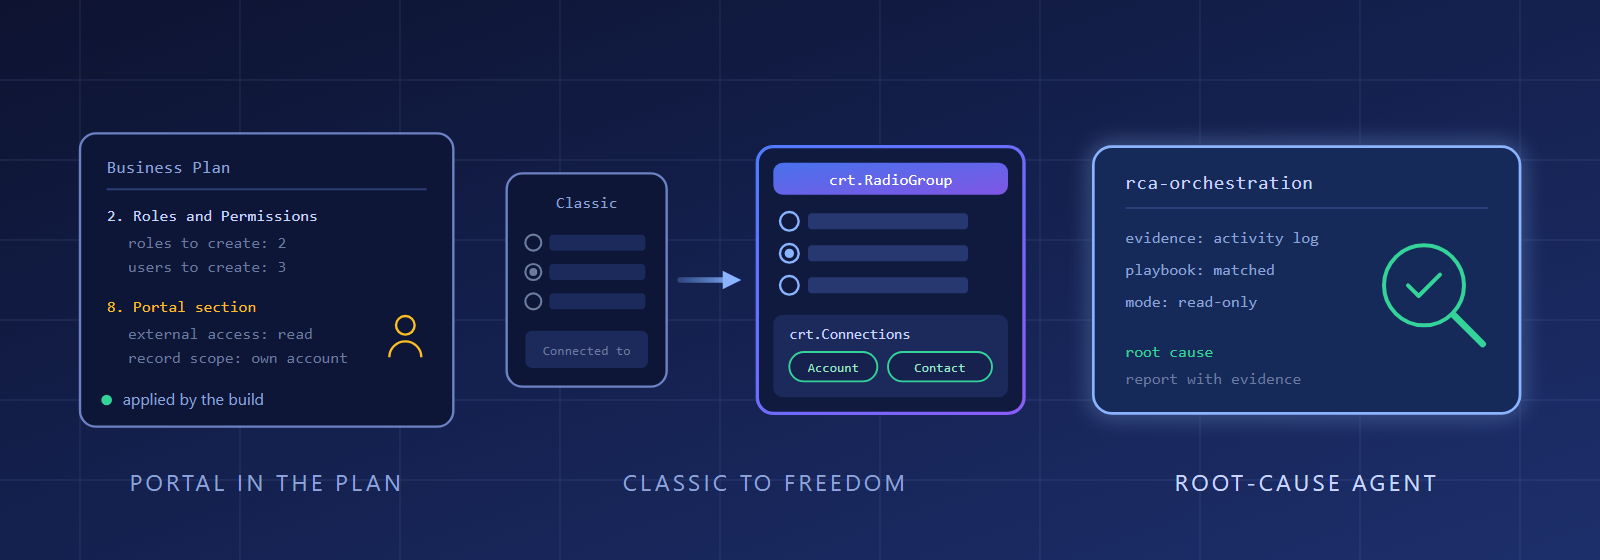 Business Plan
2. Roles and Permissions
roles to create: 2
users to create: 3
8. Portal section
external access: read
record scope: own account
applied by the build
PORTAL IN THE PLAN
Classic
Connected to
crt.RadioGroup
crt.Connections
Account
Contact
CLASSIC TO FREEDOM
rca-orchestration
evidence: activity log
playbook: matched
mode: read-only
root cause
report with evidence
ROOT-CAUSE AGENT